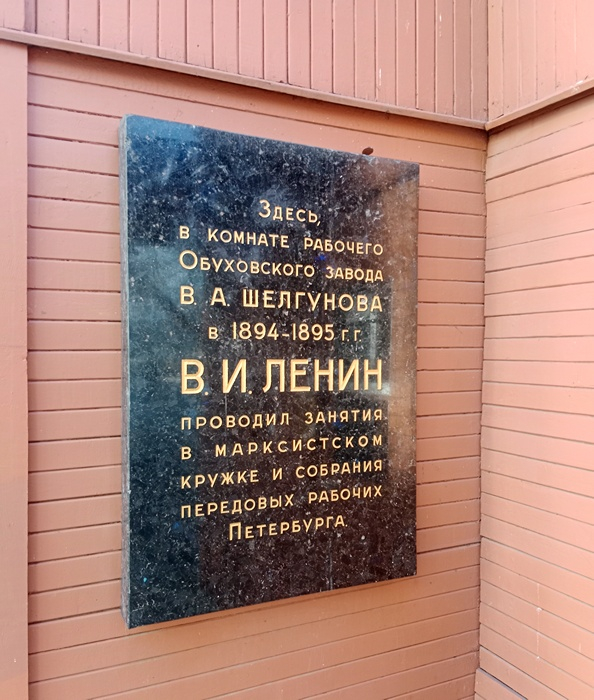 Здесь,
в комнате рабочего
Обуховского завода
В. А. Шелгунова
в 1894-1895 г.г.
В. И. ЛЕНИН
проводил занятия
в марксистском
кружке и собрания
передовых рабочих
Петербурга.